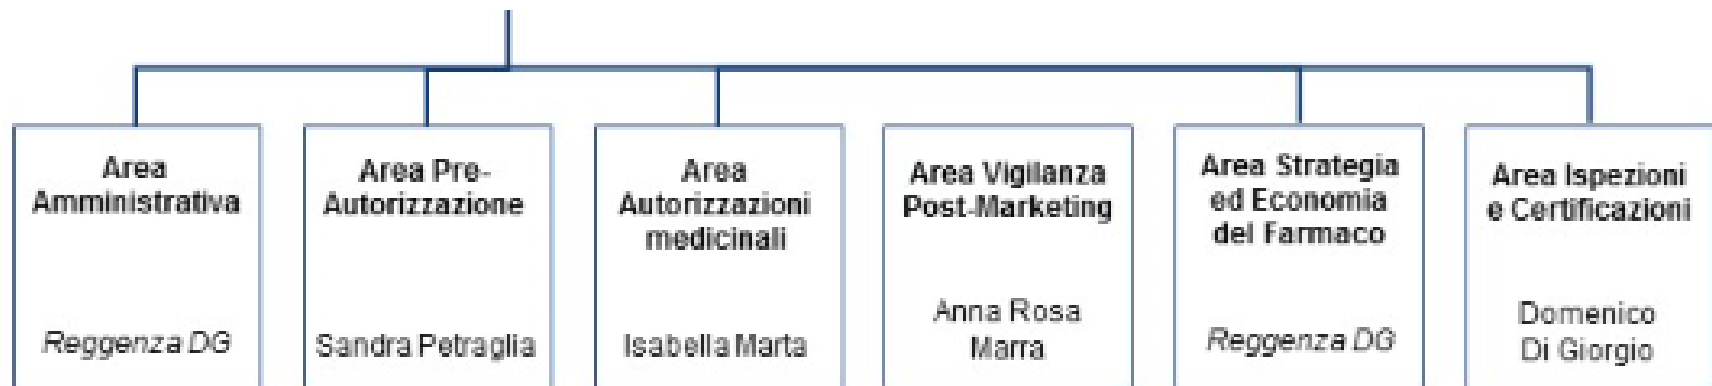 Area
Amministrativa
Reggenza DG
Area Pre-
Autorizzazione
Sandra Petraglia
Area
Autorizzazioni
medicinali
Isabella Marta
Area Vigilanza
Post-Marketing
Anna Rosa
Marra
Area Strategia
ed Economia
del Farmaco
Reggenza DG
Area Ispezioni
e Certificazioni
Domenico
Di Giorgio